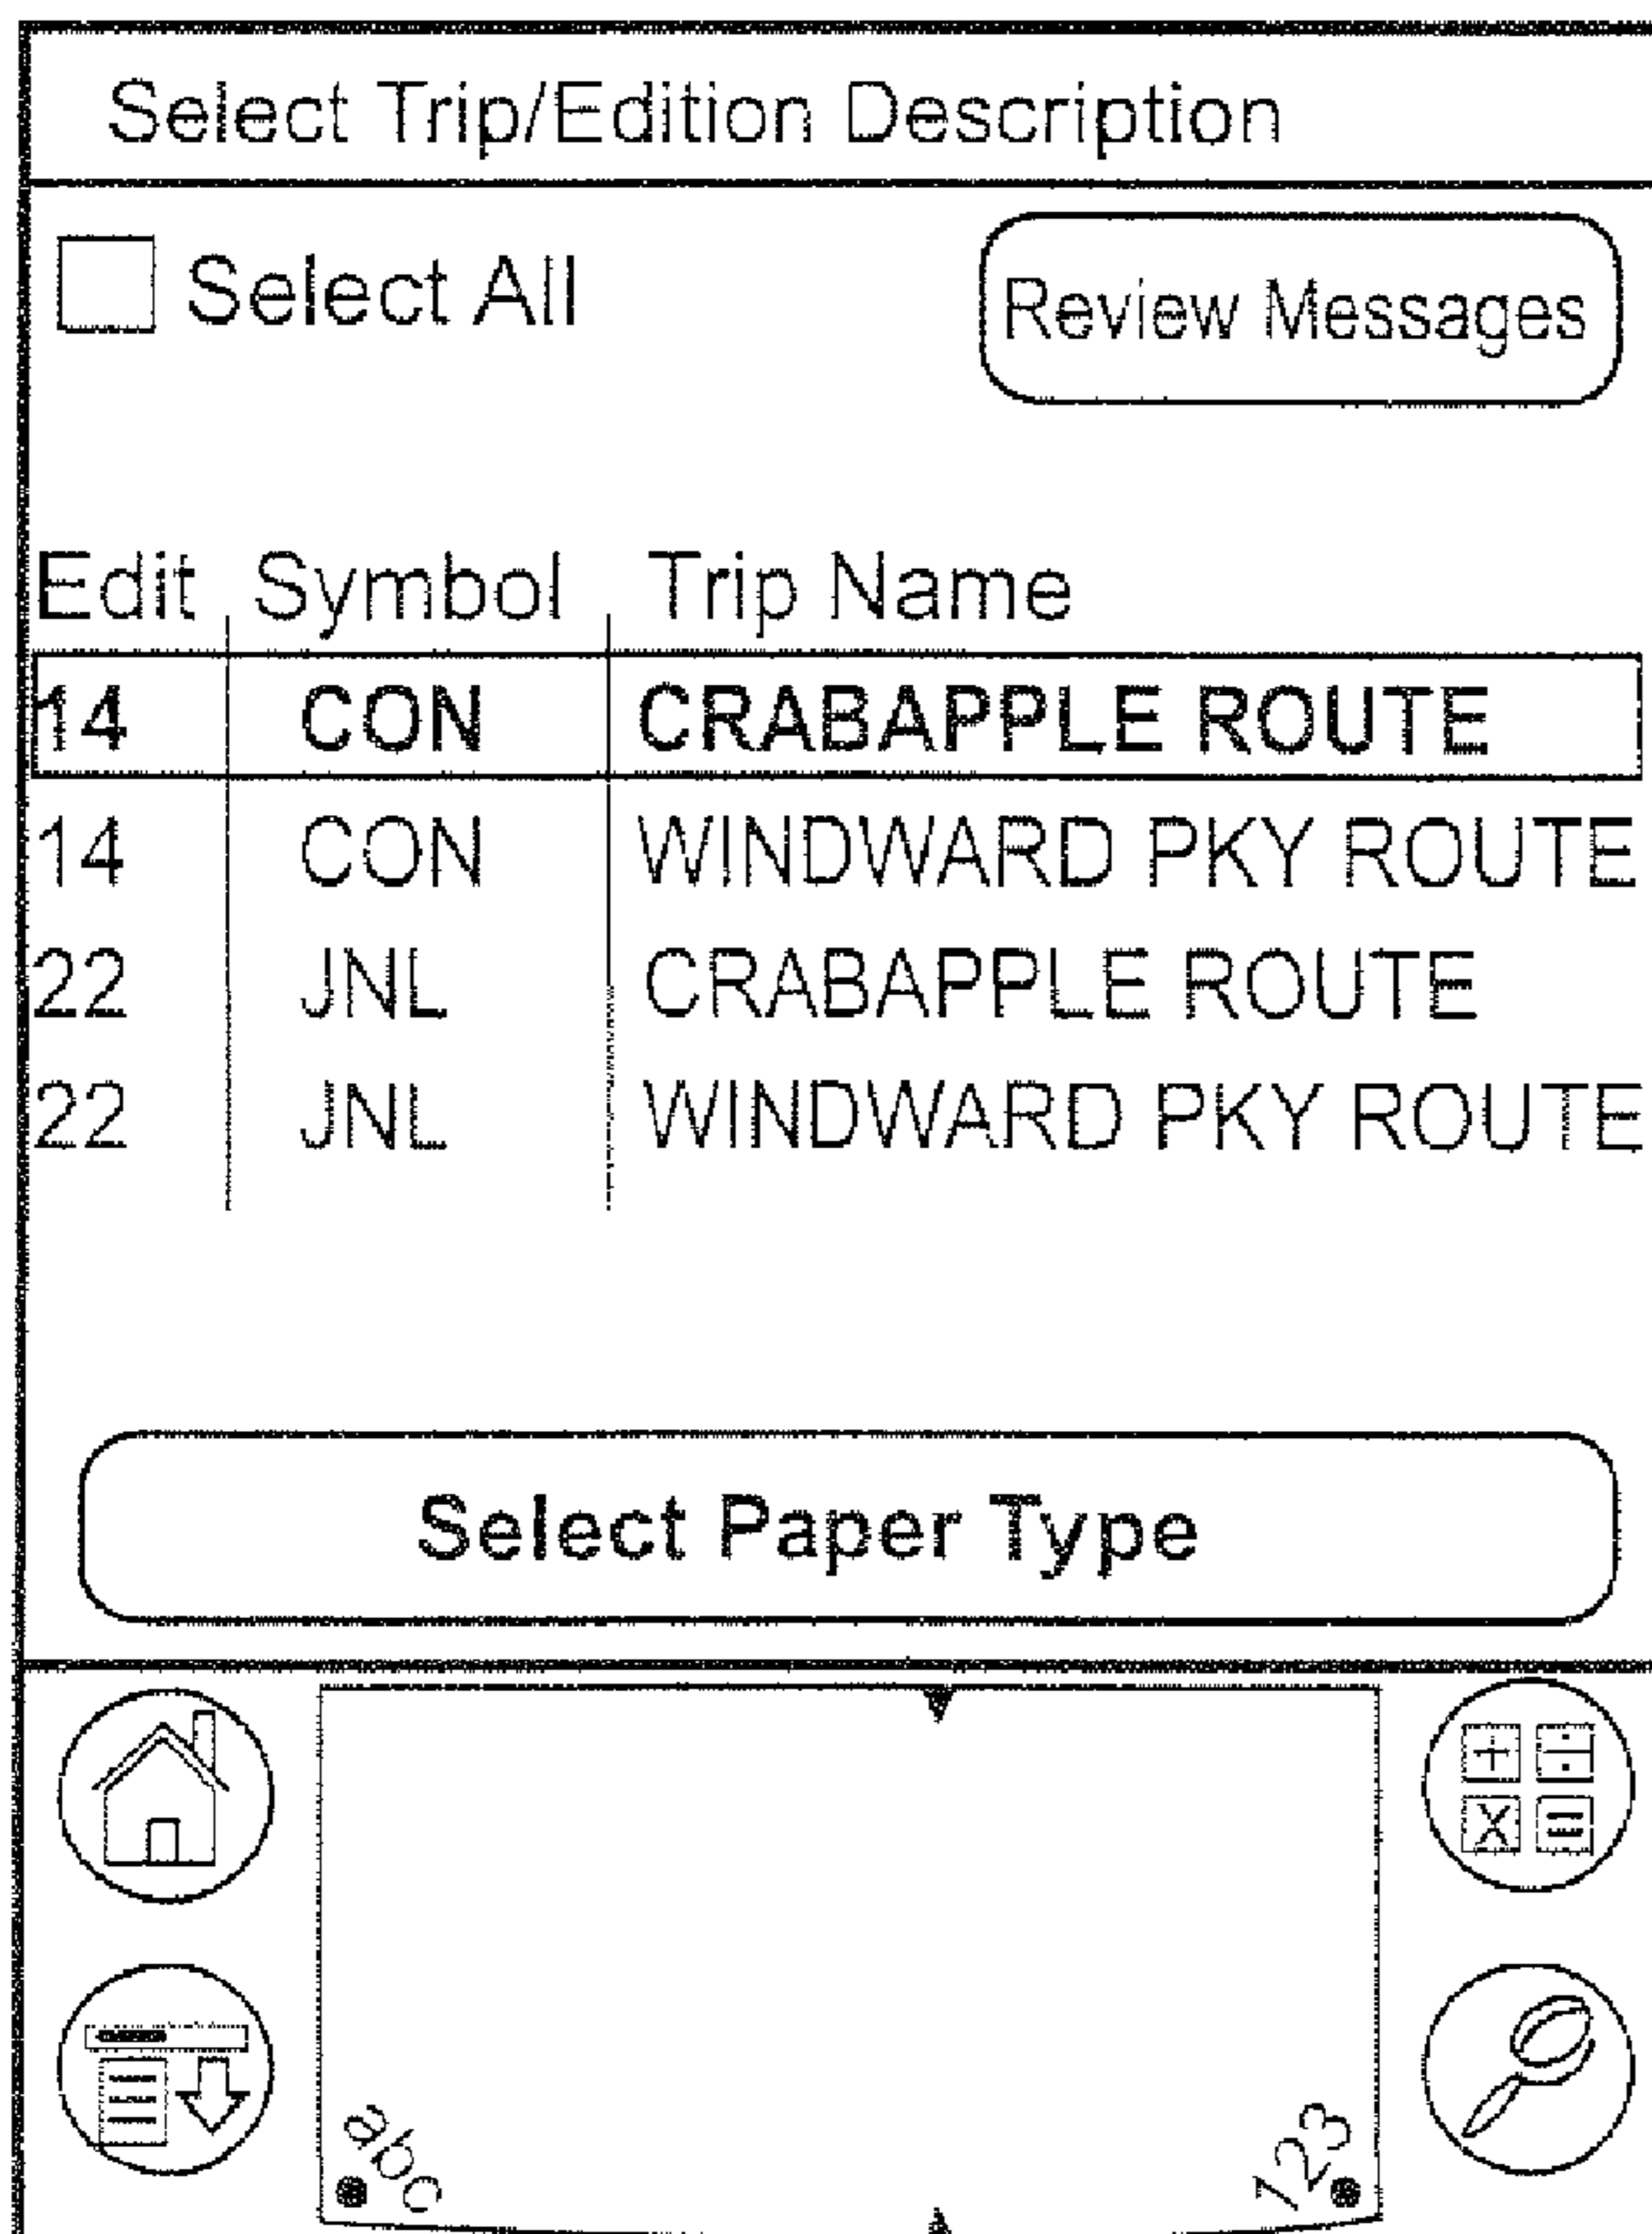 Select Trip/Edition Description
Select All Review Messages
Edit Symbol Trip Name
14 CON CRABAPPLE ROUTE
14 CON WINDWARD PKY ROUTE
22 JNL CRABAPPLE ROUTE
22 JNL WINDWARD PKY ROUTE
Select Paper Type
+ ÷
X =
abc 123